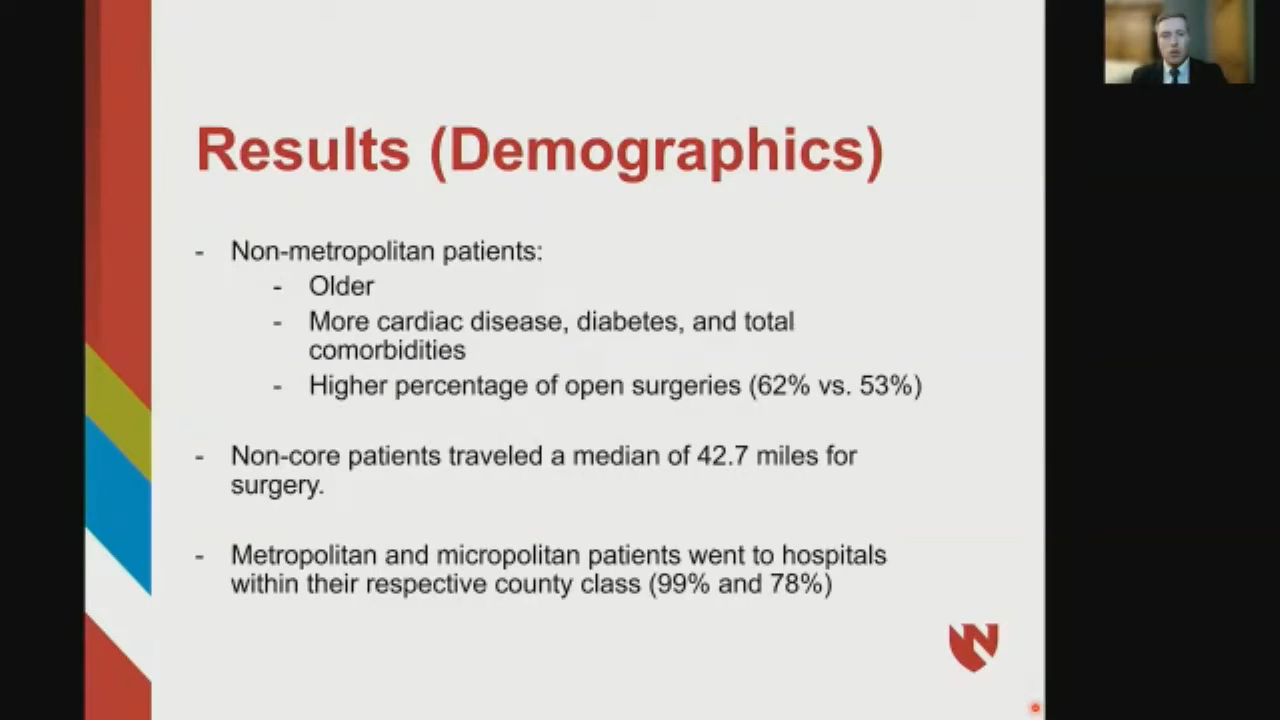 Results (Demographics)
- Non-metropolitan patients:
- Older
- More cardiac disease, diabetes, and total
comorbidities
- Higher percentage of open surgeries (62% vs. 53%)
- Non-core patients traveled a median of 42.7 miles for
surgery.
- Metropolitan and micropolitan patients went to hospitals
within their respective county class (99% and 78%)